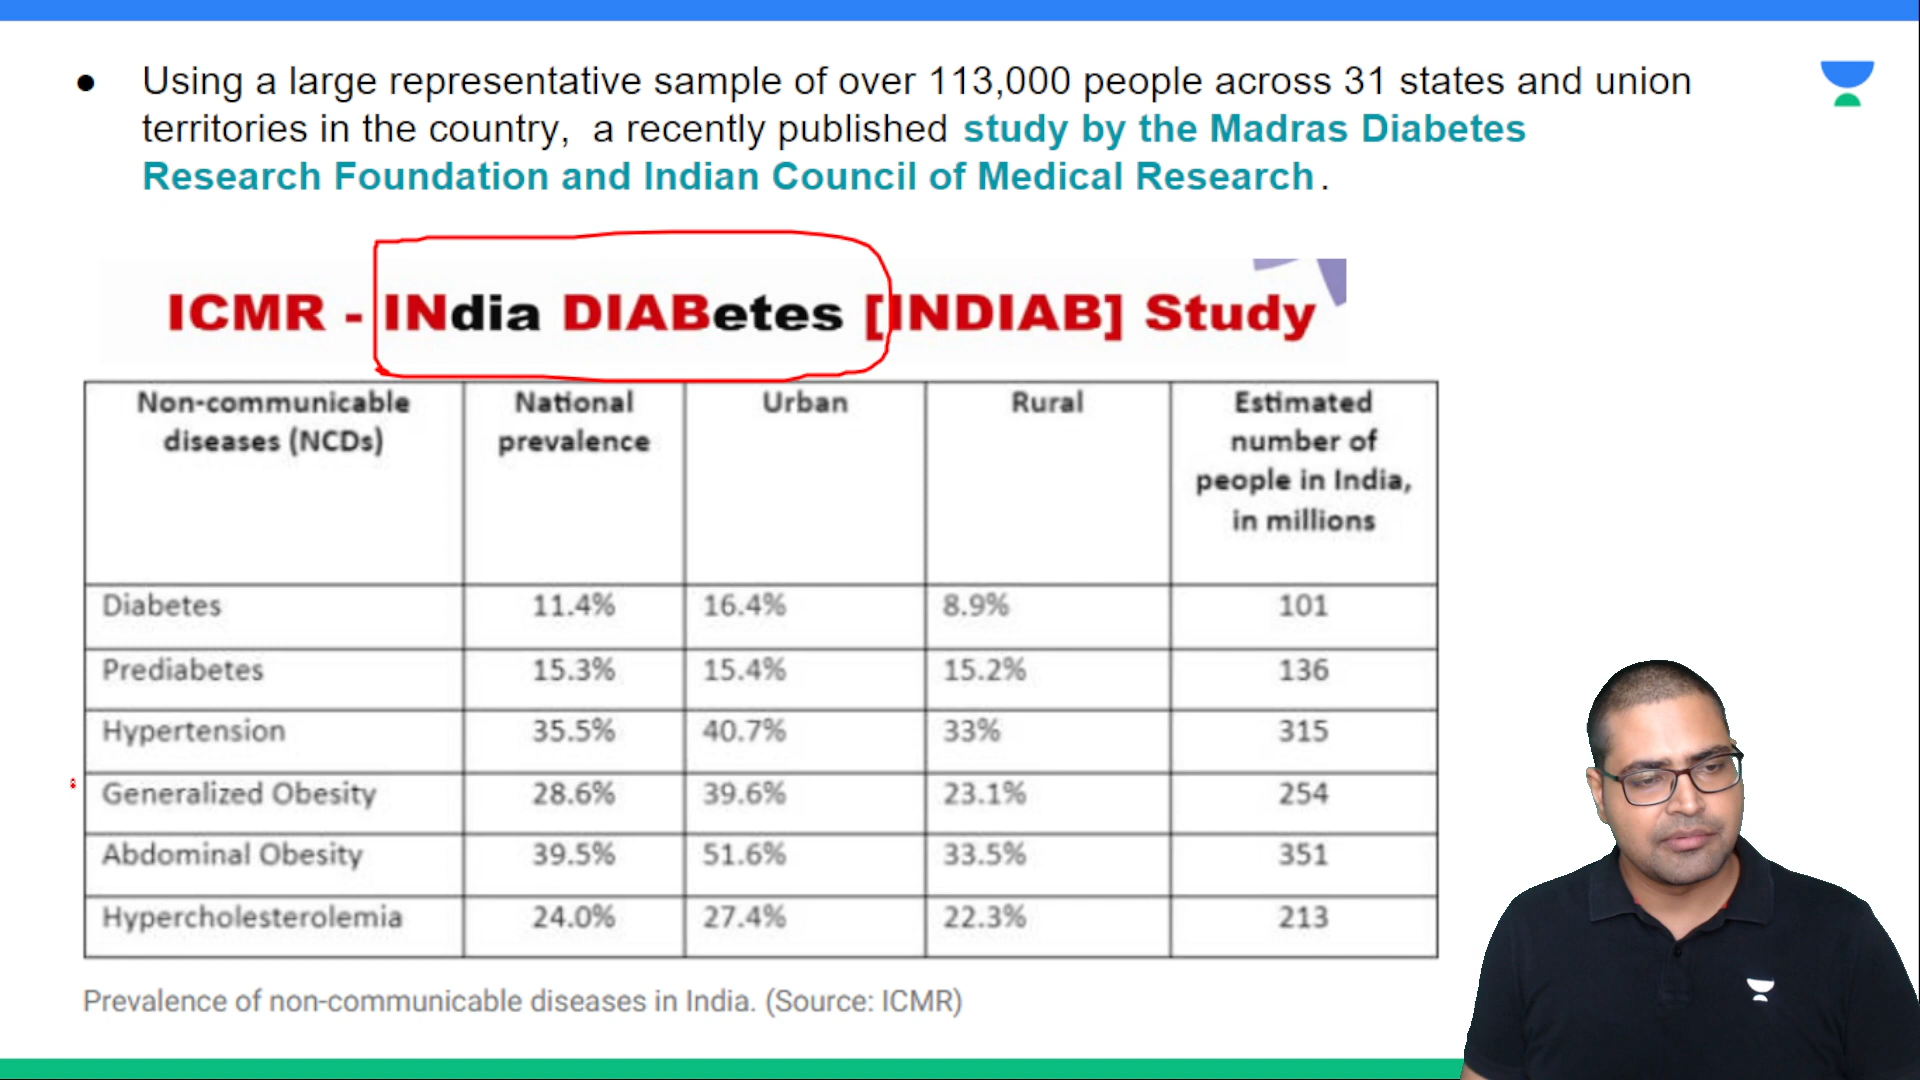 ● Using a large representative sample of over 113,000 people across 31 states and union
territories in the country, a recently published study by the Madras Diabetes
Research Foundation and Indian Council of Medical Research.
ICMR - INdia DIABetes [INDIAB] Study
Non-communicable diseases (NCDs) National prevalence Urban Rural Estimated number of people in India, in millions
Diabetes 11.4% 16.4% 8.9% 101
Prediabetes 15.3% 15.4% 15.2% 136
Hypertension 35.5% 40.7% 33% 315
Generalized Obesity 28.6% 39.6% 23.1% 254
Abdominal Obesity 39.5% 51.6% 33.5% 351
Hypercholesterolemia 24.0% 27.4% 22.3% 213
Prevalence of non-communicable diseases in India. (Source: ICMR)